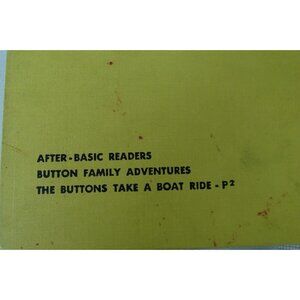 AFTER-BASIC READERS
BUTTON FAMILY ADVENTURES
THE BUTTONS TAKE A BOAT RIDE - P²